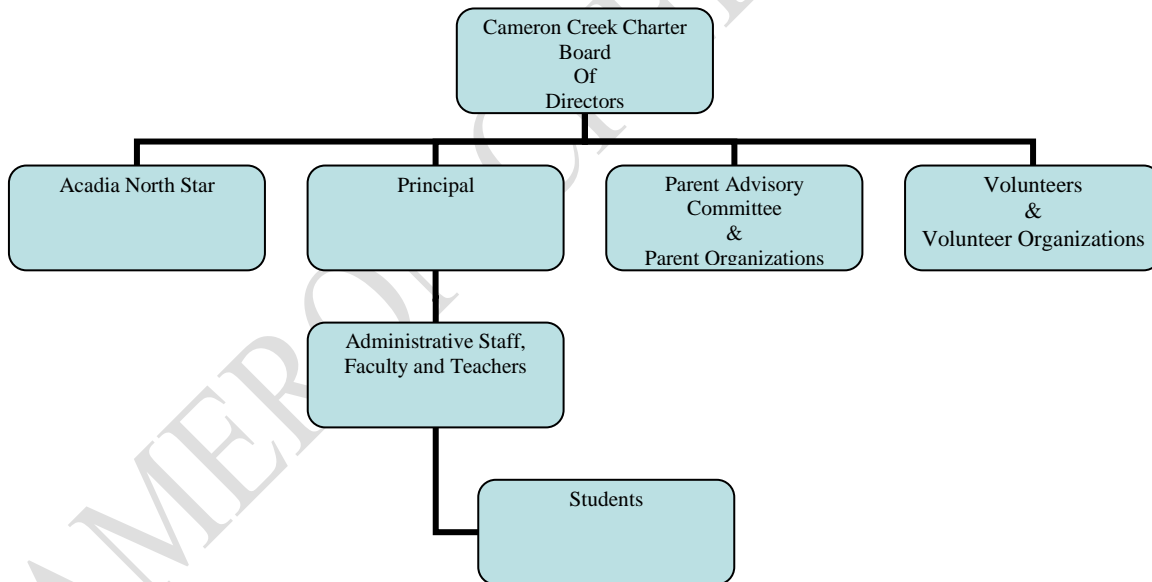 Cameron Creek Charter
Board
Of
Directors
Acadia North Star
Principal
Parent Advisory
Committee
&
Parent Organizations
Volunteers
&
Volunteer Organizations
Administrative Staff,
Faculty and Teachers
Students